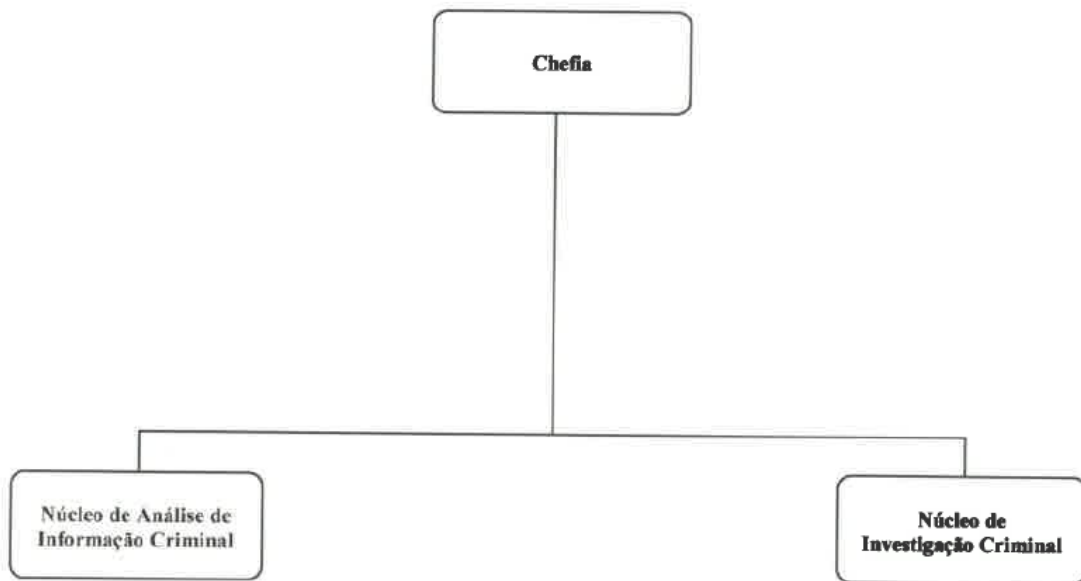 Chefia
Núcleo de Análise de
Informação Criminal
Núcleo de
Investigação Criminal